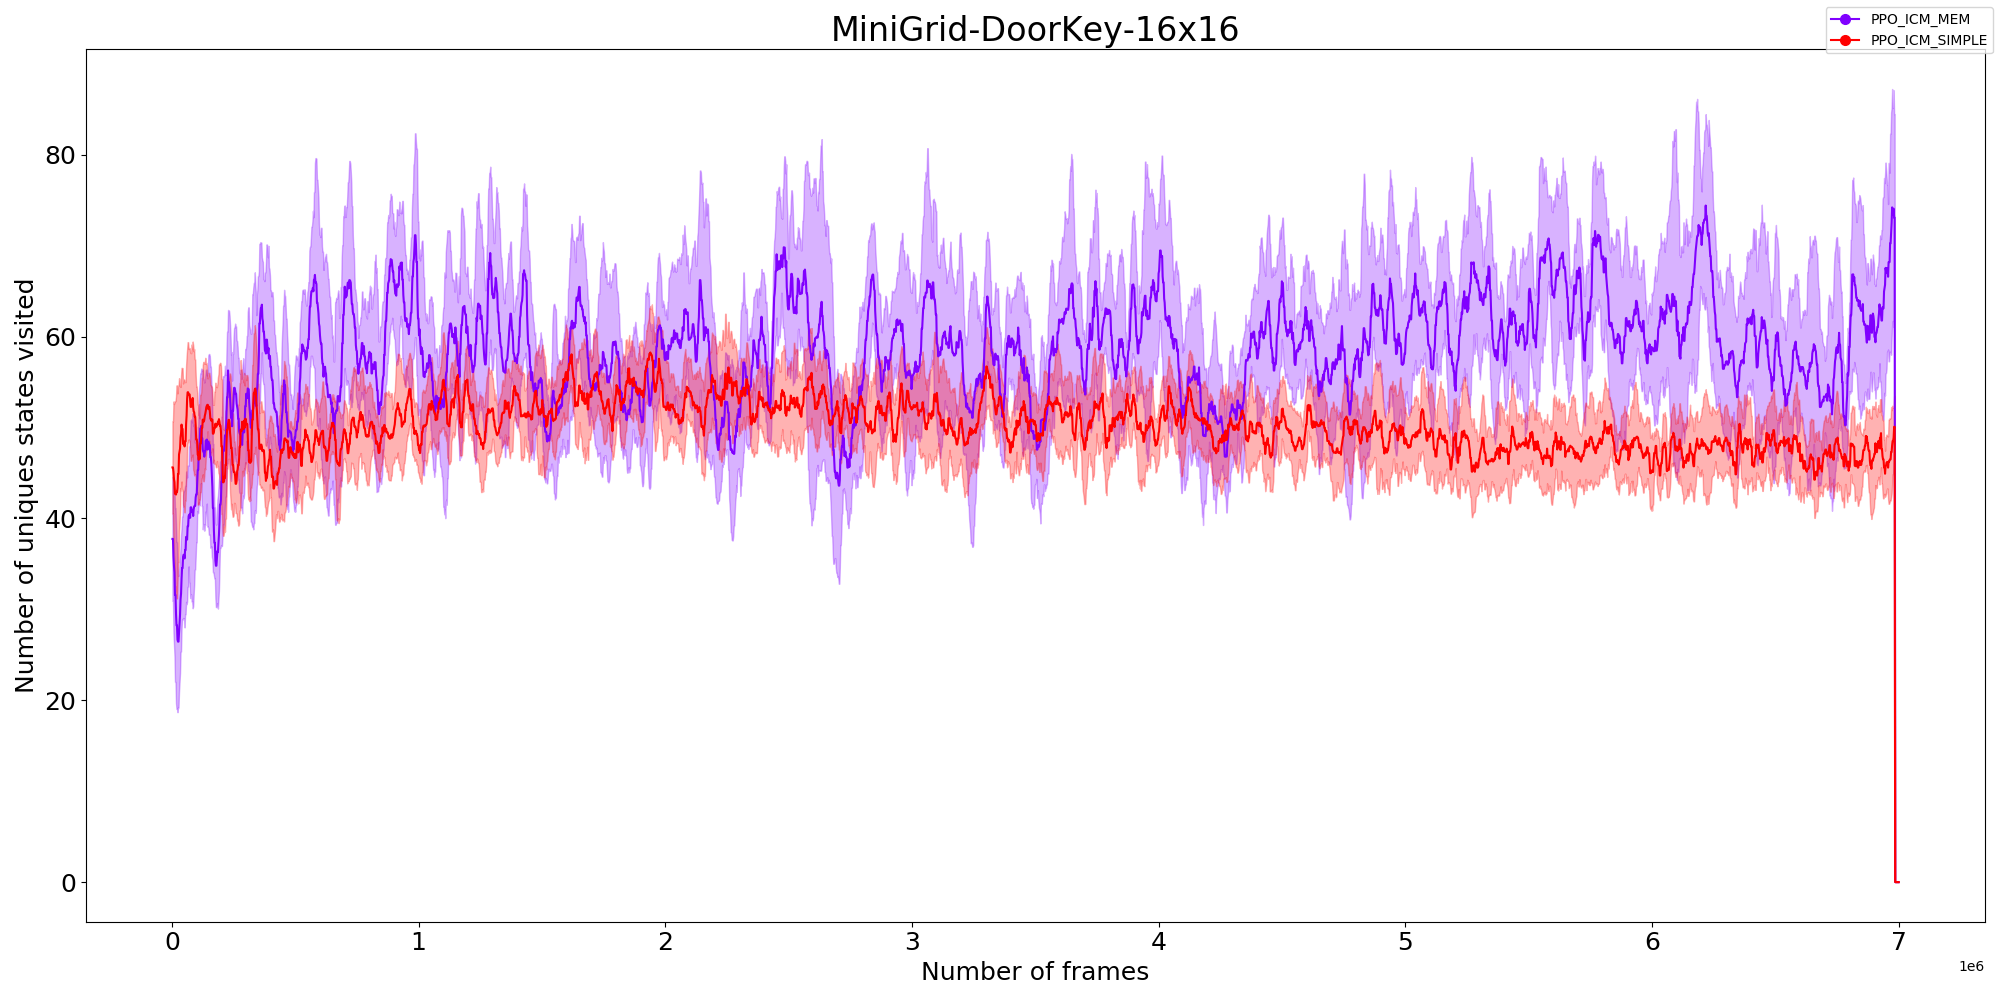 MiniGrid-DoorKey-16x16
PPO_ICM_MEM
PPO_ICM_SIMPLE
Number of uniques states visited
80
60
40
20
0
0 1 2 3 4 5 6 7
Number of frames
1e6